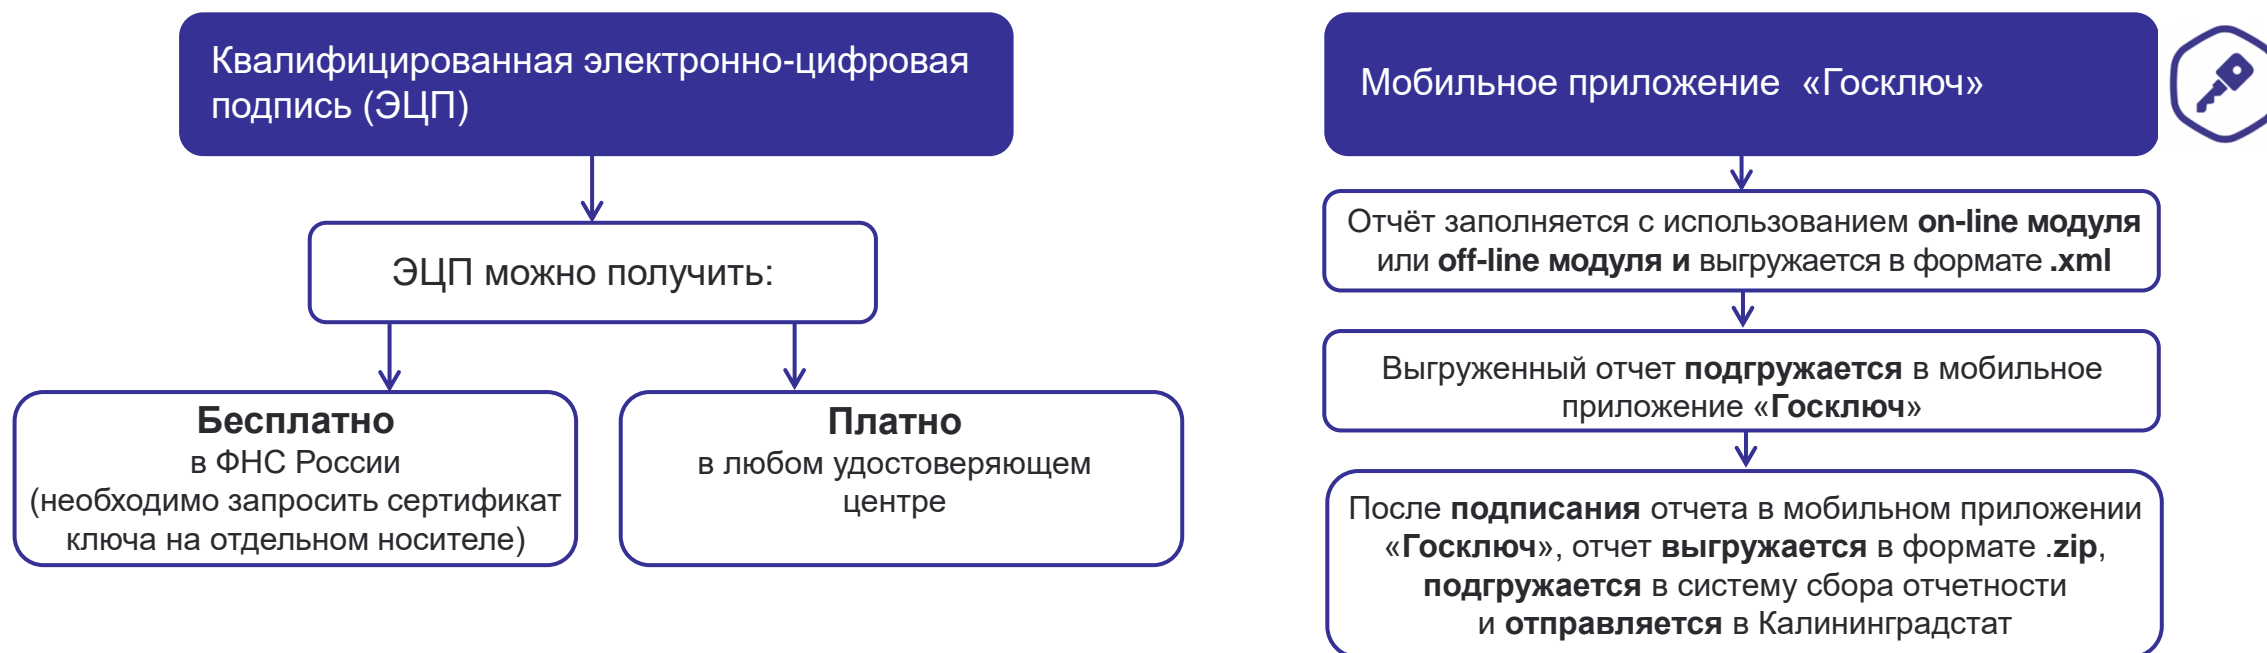 Квалифицированная электронно-цифровая
подпись (ЭЦП)
ЭЦП можно получить:
Бесплатно
в ФНС России
(необходимо запросить сертификат
ключа на отдельном носителе)
Платно
в любом удостоверяющем
центре
Мобильное приложение «Госключ»
Отчёт заполняется с использованием on-line модуля
или off-line модуля и выгружается в формате .xml
Выгруженный отчет подгружается в мобильное
приложение «Госключ»
После подписания отчета в мобильном приложении
«Госключ», отчет выгружается в формате .zip,
подгружается в систему сбора отчетности
и отправляется в Калининградстат